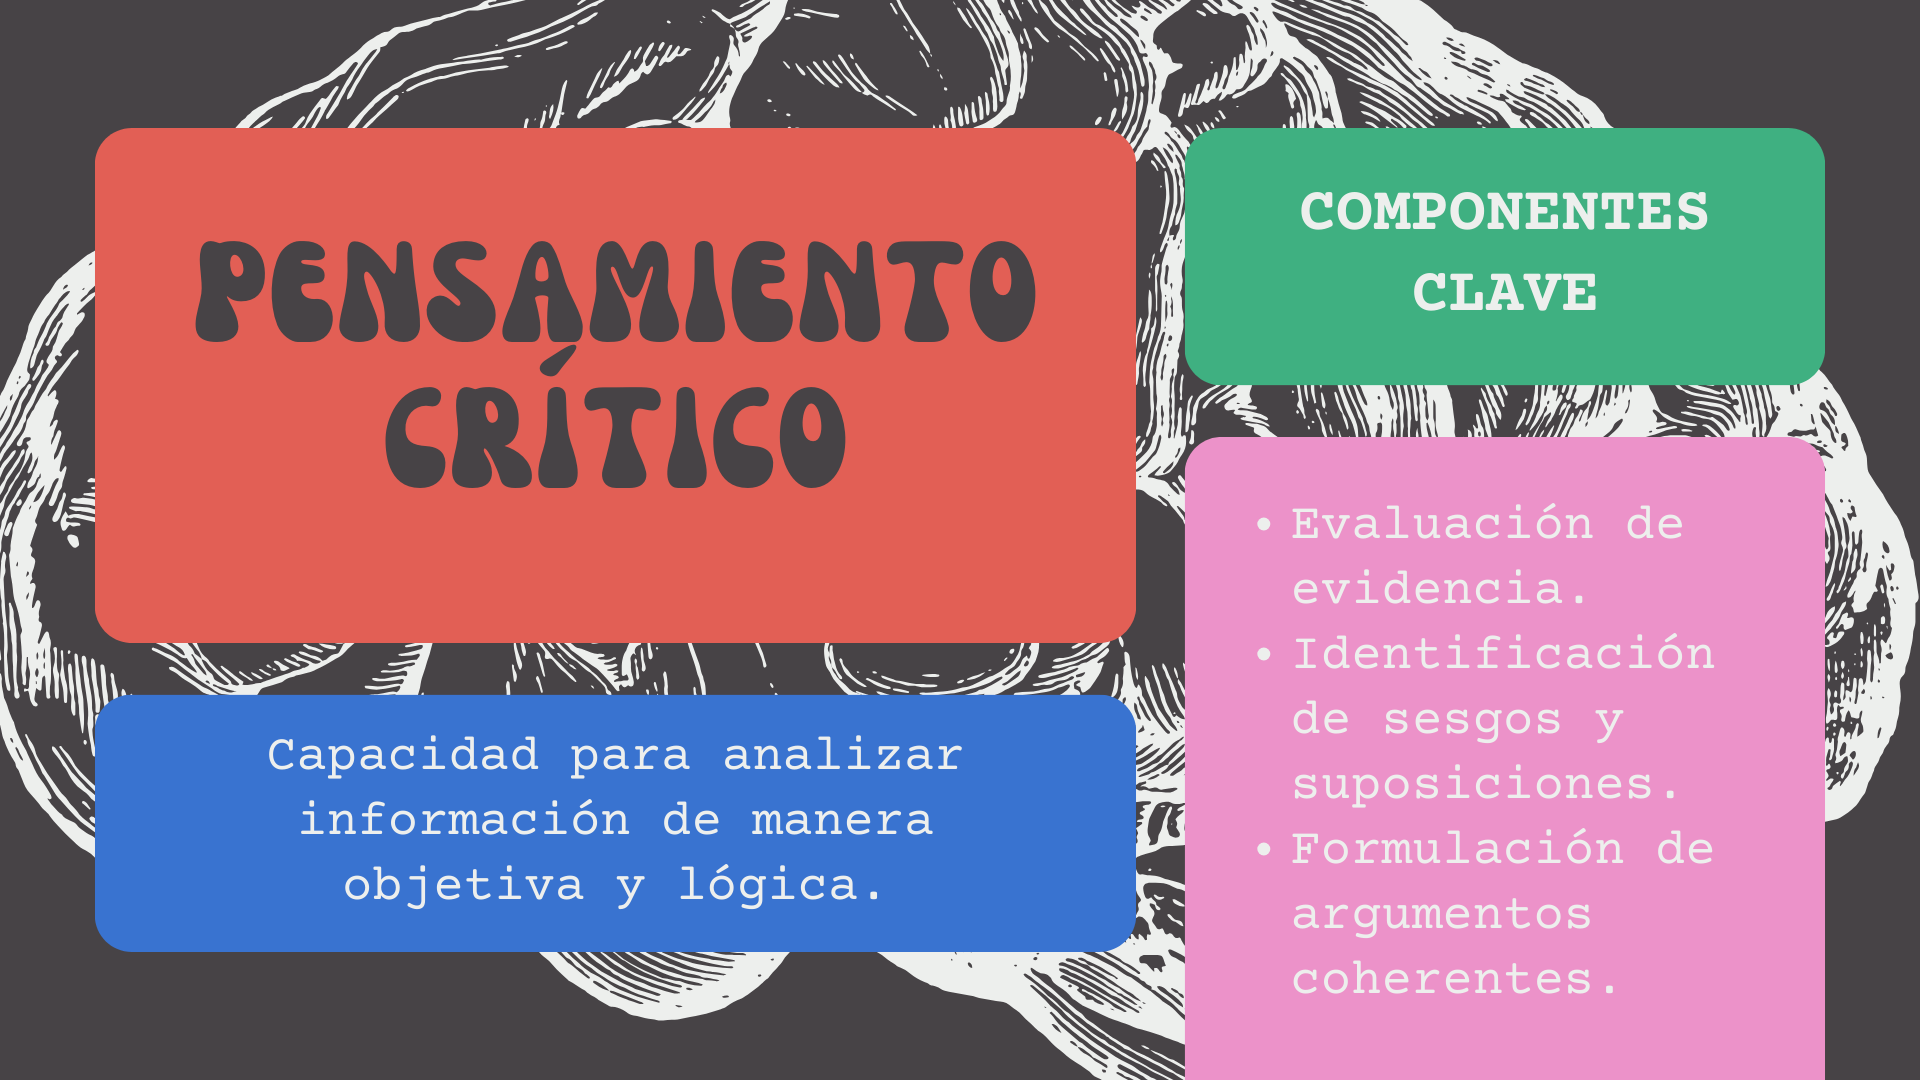 PENSAMIENTO
CRÍTICO
Capacidad para analizar
información de manera
objetiva y lógica.
COMPONENTES
CLAVE
• Evaluación de
evidencia.
• Identificación
de sesgos y
suposiciones.
• Formulación de
argumentos
coherentes.